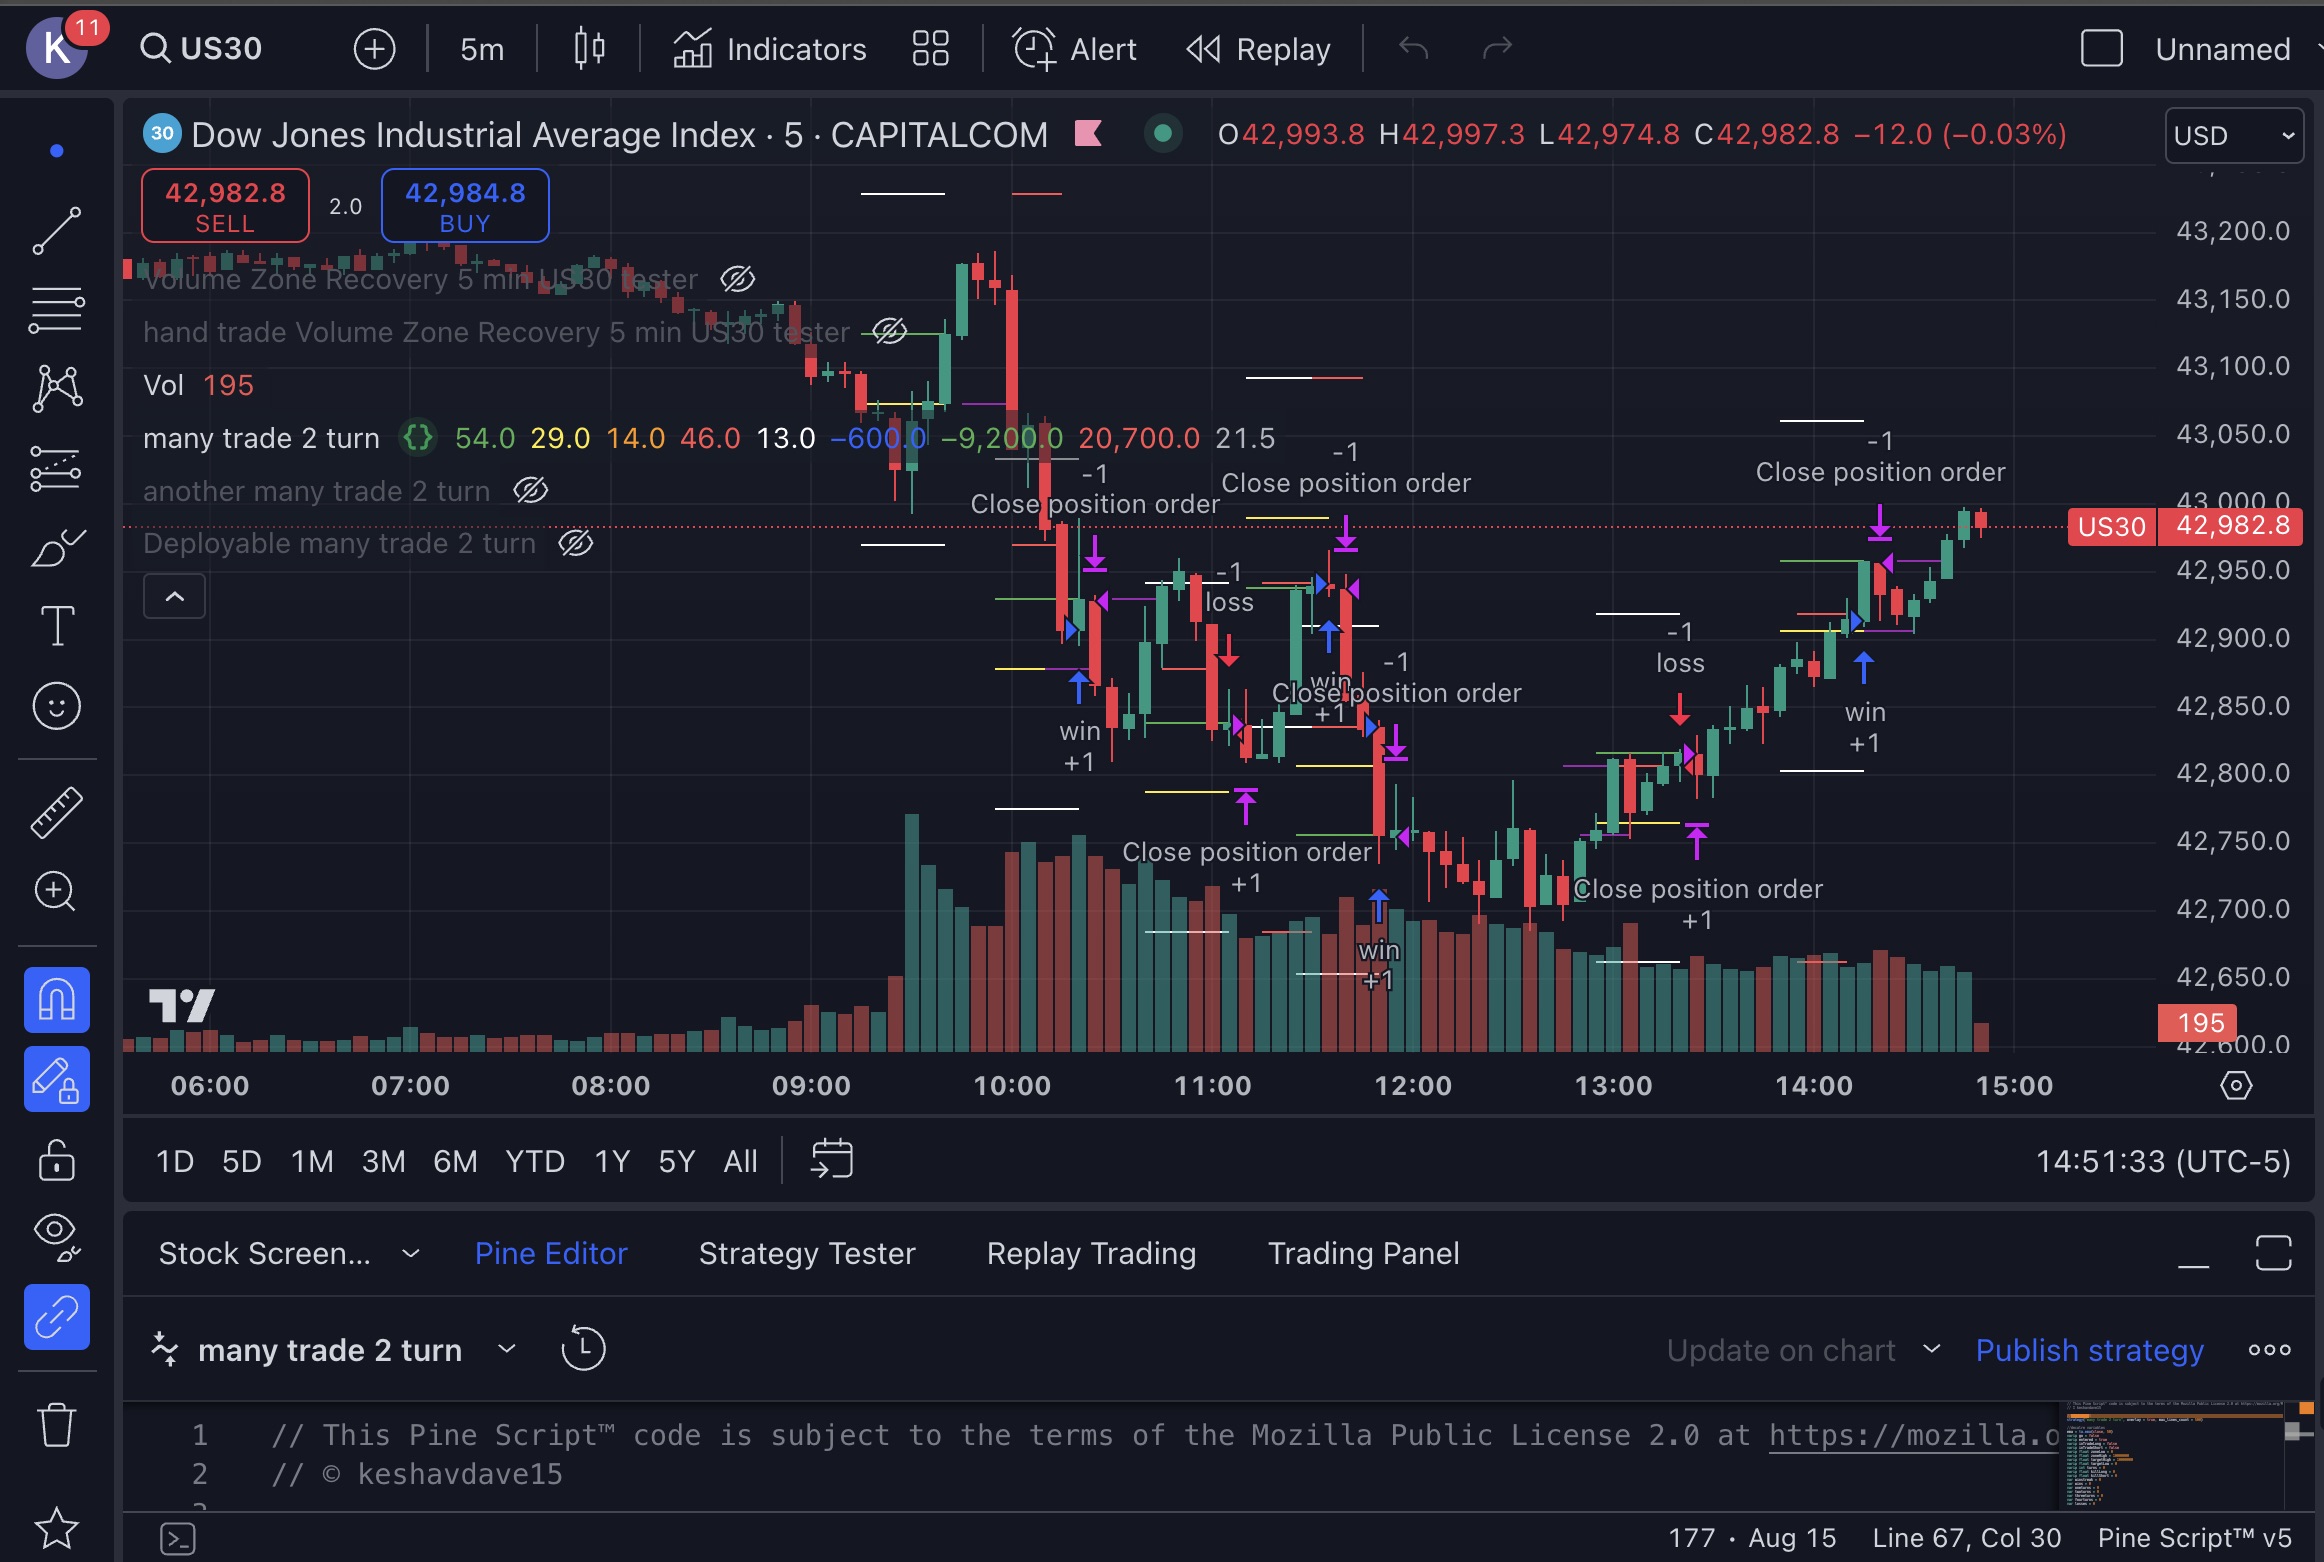 K 11 US30 5m Indicators Alert Replay Unnamed
30 Dow Jones Industrial Average Index · 5 · CAPITALCOM O42,993.8 H42,997.3 L42,974.8 C42,982.8 −12.0 (−0.03%) USD
42,982.8 SELL 2.0 42,984.8 BUY
Volume Zone Recovery 5 min US30 tester
hand trade Volume Zone Recovery 5 min US30 tester
Vol 195
many trade 2 turn {} 54.0 29.0 14.0 46.0 13.0 −600.0 −9,200.0 20,700.0 21.5
another many trade 2 turn
Deployable many trade 2 turn
-1
Close position order
win
+1
-1
loss
Close position order
+1
-1
Close position order
win
+1
-1
Close position order
win
+1
-1
loss
Close position order
+1
-1
Close position order
win
+1
43,200.0
43,150.0
43,100.0
43,050.0
43,000.0
US30 42,982.8
42,950.0
42,900.0
42,850.0
42,800.0
42,750.0
42,700.0
42,650.0
195
42,600.0
06:00 07:00 08:00 09:00 10:00 11:00 12:00 13:00 14:00 15:00
1D 5D 1M 3M 6M YTD 1Y 5Y All 14:51:33 (UTC-5)
Stock Screen... Pine Editor Strategy Tester Replay Trading Trading Panel
many trade 2 turn Update on chart Publish strategy
1 // This Pine Script™ code is subject to the terms of the Mozilla Public License 2.0 at https://mozilla.o
2 // © keshavdave15
177 · Aug 15 Line 67, Col 30 Pine Script™ v5